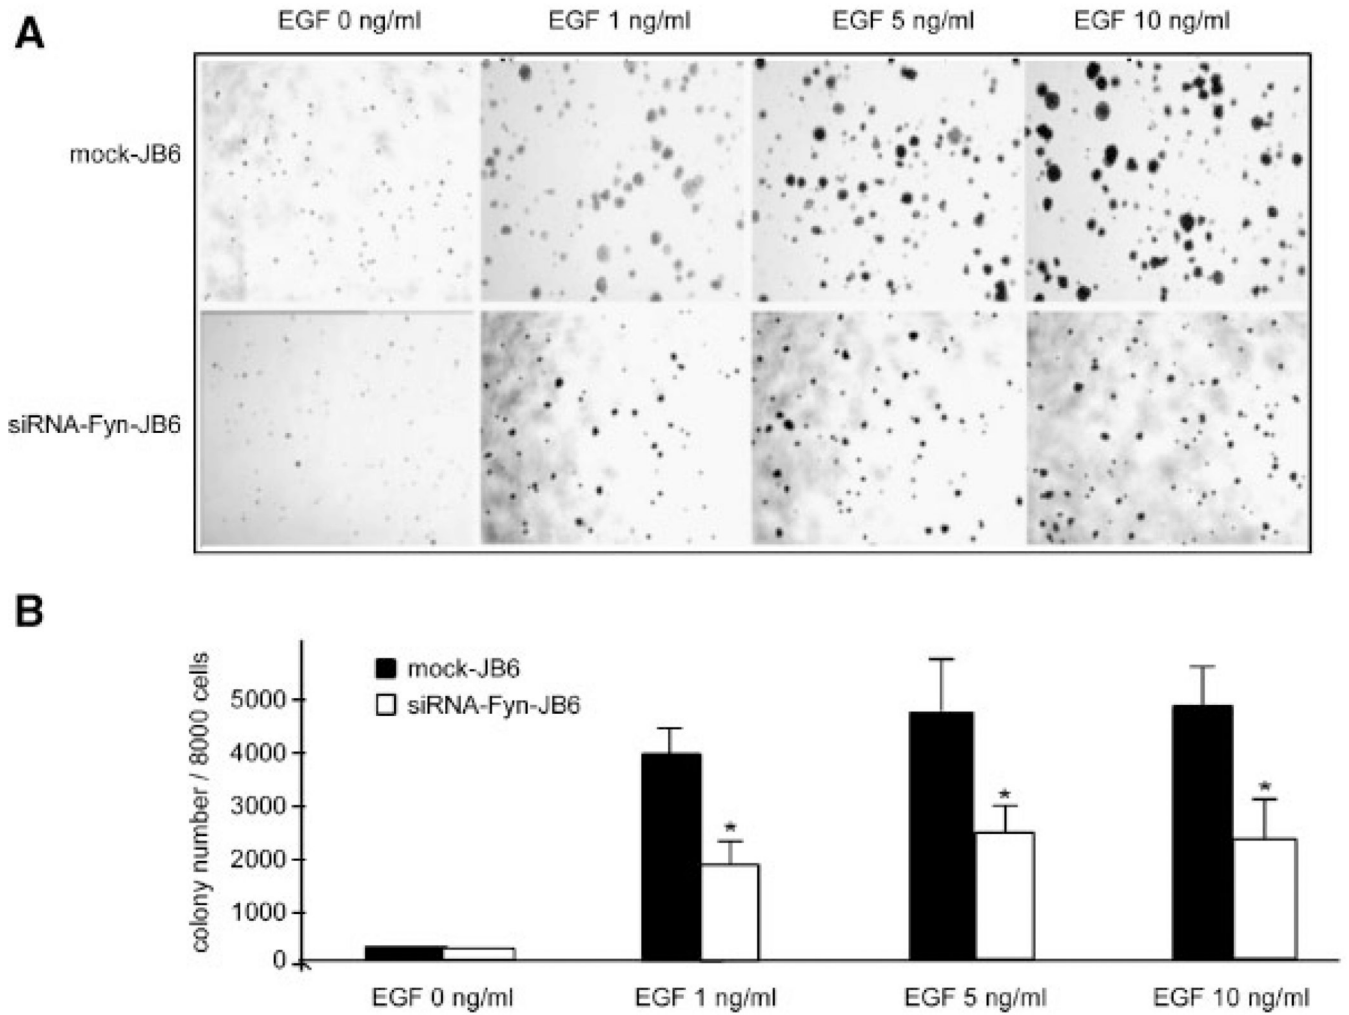 A
EGF 0 ng/ml EGF 1 ng/ml EGF 5 ng/ml EGF 10 ng/ml
mock-JB6
siRNA-Fyn-JB6
B
colony number / 8000 cells
mock-JB6
siRNA-Fyn-JB6
5000
4000
3000
2000
1000
0
* * *
EGF 0 ng/ml EGF 1 ng/ml EGF 5 ng/ml EGF 10 ng/ml